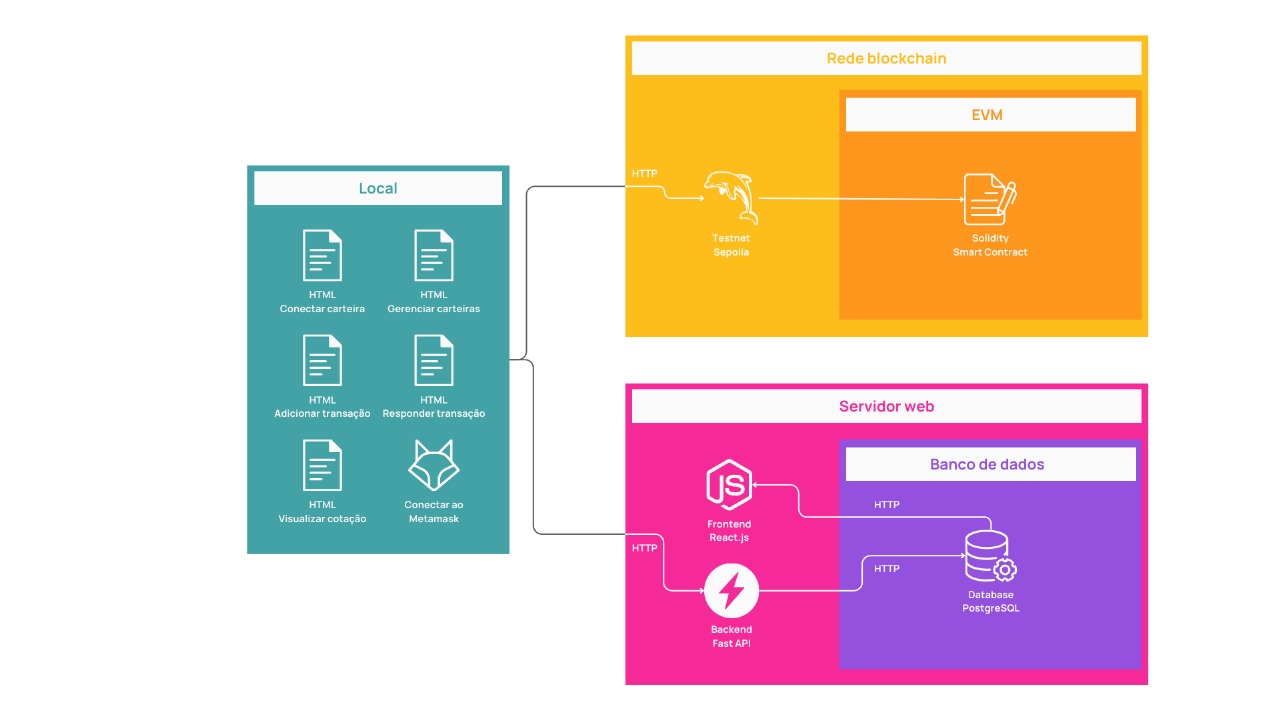 Rede blockchain
EVM
HTTP
Testnet
Sepolia
Solidity
Smart Contract
Local
HTML
Conectar carteira
HTML
Gerenciar carteiras
HTML
Adicionar transação
HTML
Responder transação
HTML
Visualizar cotação
Conectar ao
Metamask
Servidor web
Banco de dados
JS
Frontend
React.js
HTTP
HTTP
HTTP
Database
PostgreSQL
Backend
Fast API